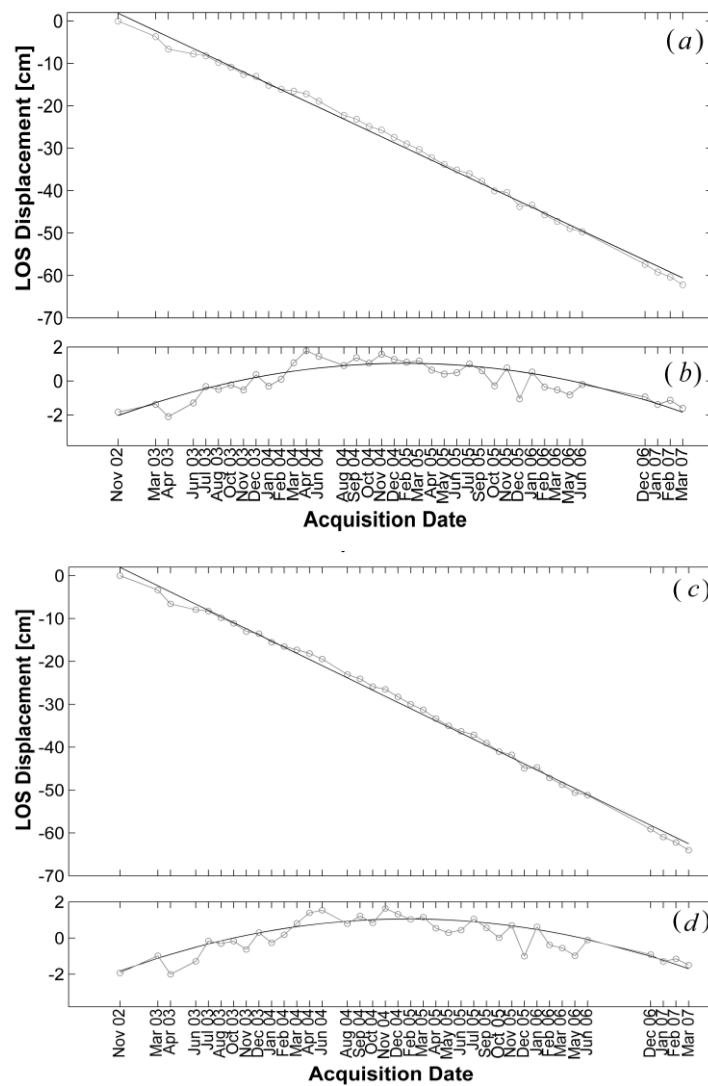 (a)
LOS Displacement [cm]
0
-10
-20
-30
-40
-50
-60
-70
(b)
2
0
-2
Nov 02
Mar 03
Apr 03
Jun 03
Jul 03
Aug 03
Oct 03
Nov 03
Dec 03
Jan 04
Feb 04
Mar 04
Apr 04
Jun 04
Aug 04
Sep 04
Oct 04
Nov 04
Dec 04
Feb 05
Mar 05
Apr 05
May 05
Jun 05
Jul 05
Sep 05
Oct 05
Nov 05
Dec 05
Jan 06
Feb 06
Mar 06
May 06
Jun 06
Dec 06
Jan 07
Feb 07
Mar 07
Acquisition Date
(c)
LOS Displacement [cm]
0
-10
-20
-30
-40
-50
-60
-70
(d)
2
0
-2
Nov 02
Mar 03
Apr 03
Jun 03
Jul 03
Aug 03
Oct 03
Nov 03
Dec 03
Jan 04
Feb 04
Mar 04
Apr 04
Jun 04
Aug 04
Sep 04
Oct 04
Nov 04
Dec 04
Feb 05
Mar 05
Apr 05
May 05
Jun 05
Jul 05
Sep 05
Oct 05
Nov 05
Dec 05
Jan 06
Feb 06
Mar 06
May 06
Jun 06
Dec 06
Jan 07
Feb 07
Mar 07
Acquisition Date